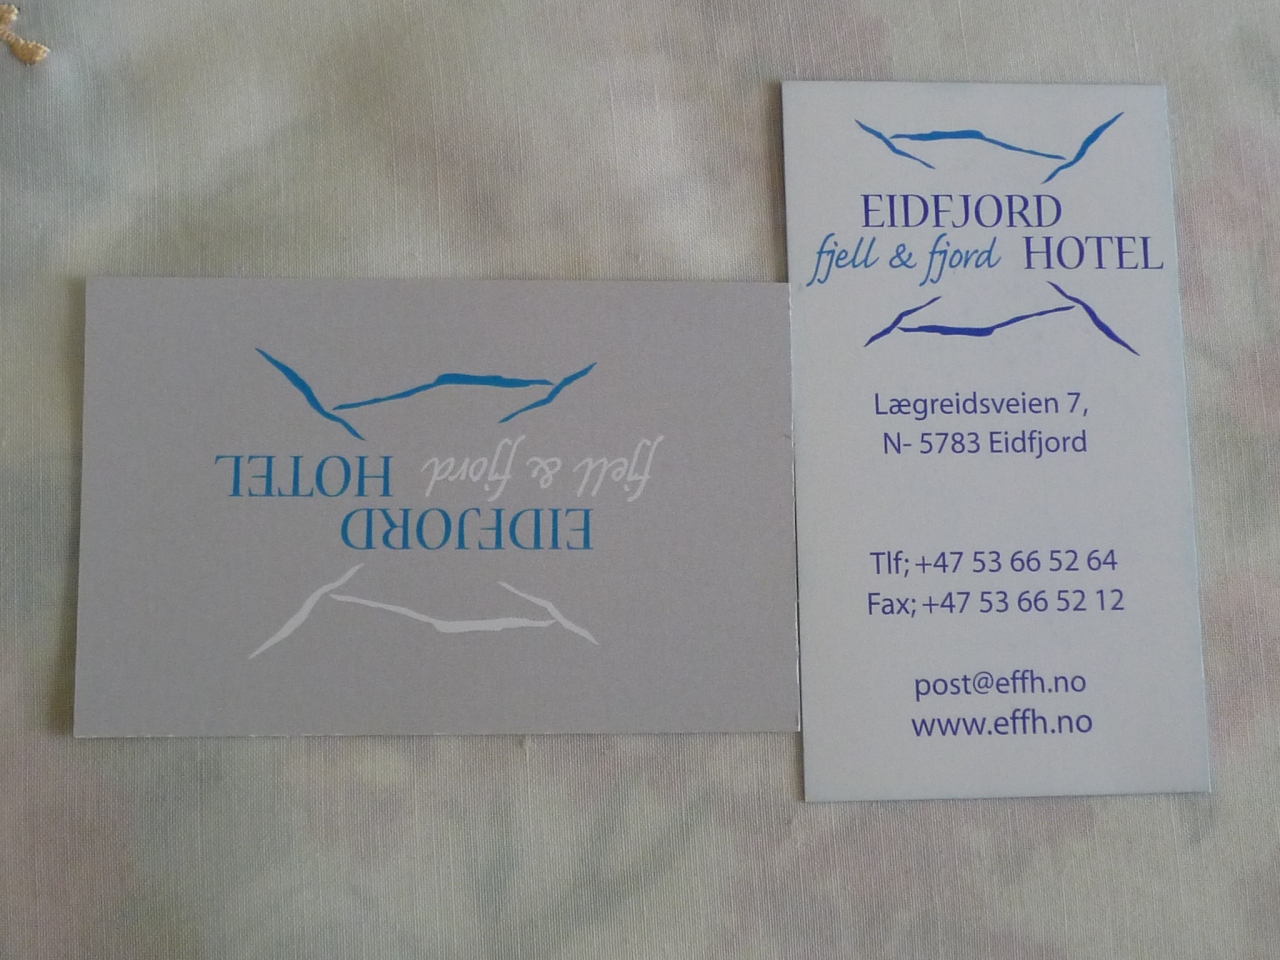 EIDFJORD
fjell & fjord HOTEL
EIDFJORD
fjell & fjord HOTEL
Lægreidsveien 7,
N- 5783 Eidfjord
Tlf; +47 53 66 52 64
Fax; +47 53 66 52 12
post@effh.no
www.effh.no